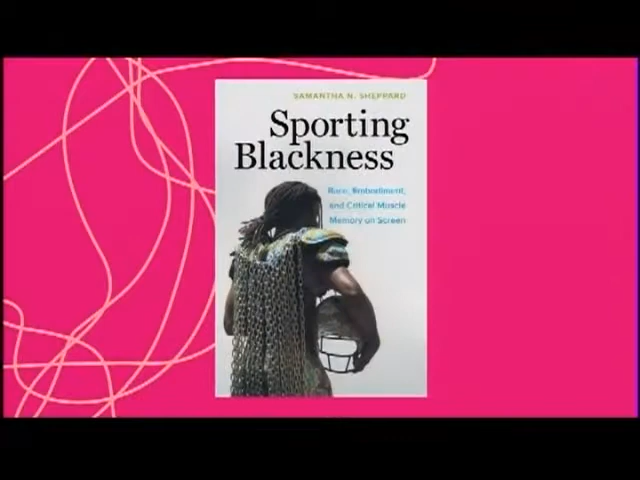 SAMANTHA N. SHEPPARD
Sporting
Blackness
Race, Embodiment,
and Critical Muscle
Memory on Screen